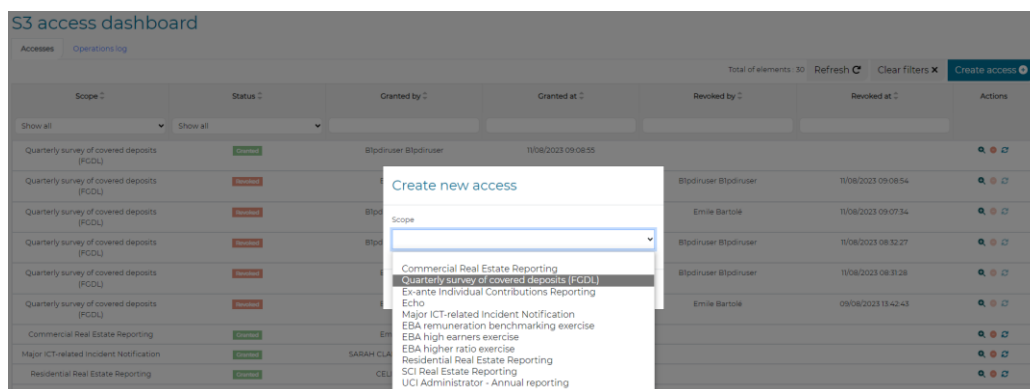 S3 access dashboard
Accesses Operations log
Total of elements : 30 Refresh Clear filters Create access
Scope Status Granted by Granted at Revoked by Revoked at Actions
Show all Show all
Quarterly survey of covered deposits (FGDL) Granted B1pdiruser B1pdiruser 11/08/2023 09:08:55
Quarterly survey of covered deposits (FGDL) Revoked B1pdiruser B1pdiruser 11/08/2023 09:08:54
Quarterly survey of covered deposits (FGDL) Revoked B1pd Emile Bartolé 11/08/2023 09:07:34
Quarterly survey of covered deposits (FGDL) Revoked B1pd B1pdiruser B1pdiruser 11/08/2023 08:32:27
Quarterly survey of covered deposits (FGDL) Revoked B1pdiruser B1pdiruser 11/08/2023 08:31:28
Quarterly survey of covered deposits (FGDL) Revoked Emile Bartolé 09/08/2023 13:42:43
Commercial Real Estate Reporting Granted Em
Major ICT-related Incident Notification Granted SARAH CLA
Residential Real Estate Reporting Granted CEL
Create new access
Scope
Commercial Real Estate Reporting
Quarterly survey of covered deposits (FGDL)
Ex-ante Individual Contributions Reporting
Echo
Major ICT-related Incident Notification
EBA remuneration benchmarking exercise
EBA high earners exercise
EBA higher ratio exercise
Residential Real Estate Reporting
SCI Real Estate Reporting
UCI Administrator - Annual reporting